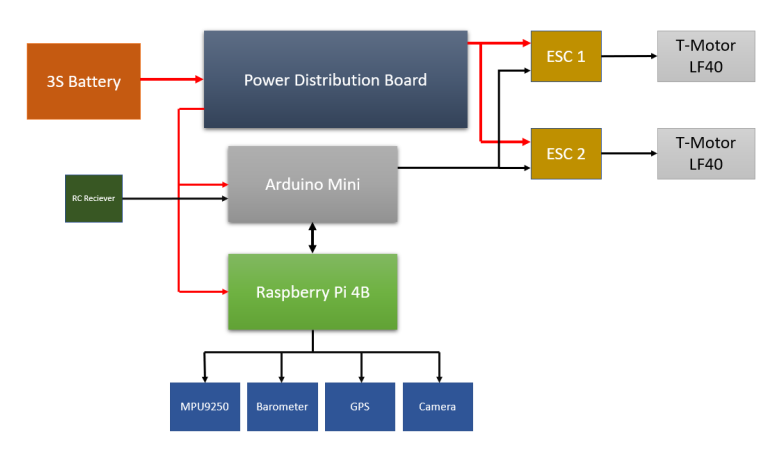 3S Battery
Power Distribution Board
ESC 1
T-Motor
LF40
ESC 2
T-Motor
LF40
Arduino Mini
RC Reciever
Raspberry Pi 4B
MPU9250
Barometer
GPS
Camera